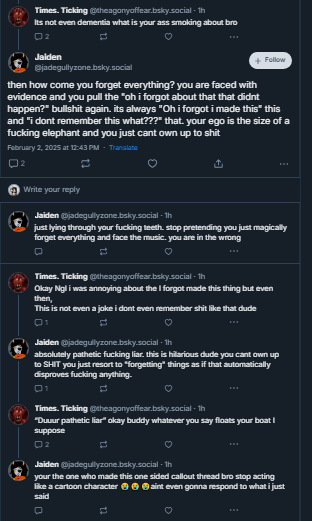 Times. Ticking @theagonyoffear.bsky.social · 1h
Its not even dementia what is your ass smoking about bro
2
Jaiden
@jadegullyzone.bsky.social
+ Follow
then how come you forget everything? you are faced with
evidence and you pull the "oh i forgot about that that didnt
happen?" bullshit again. its always "Oh i forgot i made this" this
and "i dont remember this what???" that. your ego is the size of a
fucking elephant and you just cant own up to shit
February 2, 2025 at 12:43 PM · Translate
2
Write your reply
Jaiden @jadegullyzone.bsky.social · 1h
just lying through your fucking teeth. stop pretending you just magically
forget everything and face the music. you are in the wrong
Times. Ticking @theagonyoffear.bsky.social · 1h
Okay Ngl i was annoying about the I forgot made this thing but even
then,
This is not even a joke i dont even remember shit like that dude
1
Jaiden @jadegullyzone.bsky.social · 1h
absolutely pathetic fucking liar. this is hilarious dude you cant own up
to SHIT you just resort to "forgetting" things as if that automatically
disproves fucking anything.
1
Times. Ticking @theagonyoffear.bsky.social · 1h
"Duuur pathetic liar" okay buddy whatever you say floats your boat I
suppose
2
Jaiden @jadegullyzone.bsky.social · 1h
your the one who made this one sided callout thread bro stop acting
like a cartoon character 😭😭😭aint even gonna respond to what i just
said